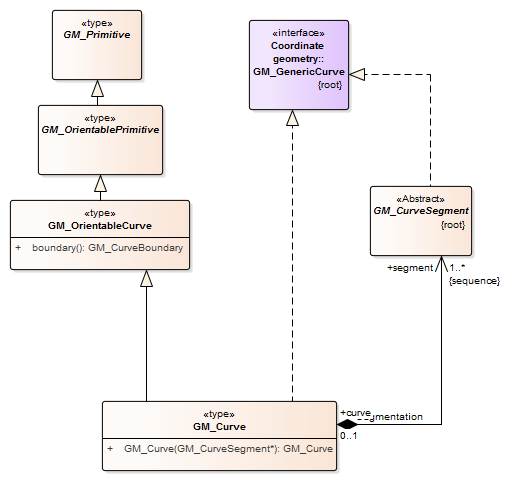 «type»
GM_Primitive
«interface»
Coordinate
geometry::
GM_GenericCurve
{root}
«type»
GM_OrientablePrimitive
«type»
GM_OrientableCurve
+ boundary(): GM_CurveBoundary
«Abstract»
GM_CurveSegment
{root}
+segment 1..*
{sequence}
«type»
GM_Curve
+ GM_Curve(GM_CurveSegment*): GM_Curve
+curve
gmentation
0..1